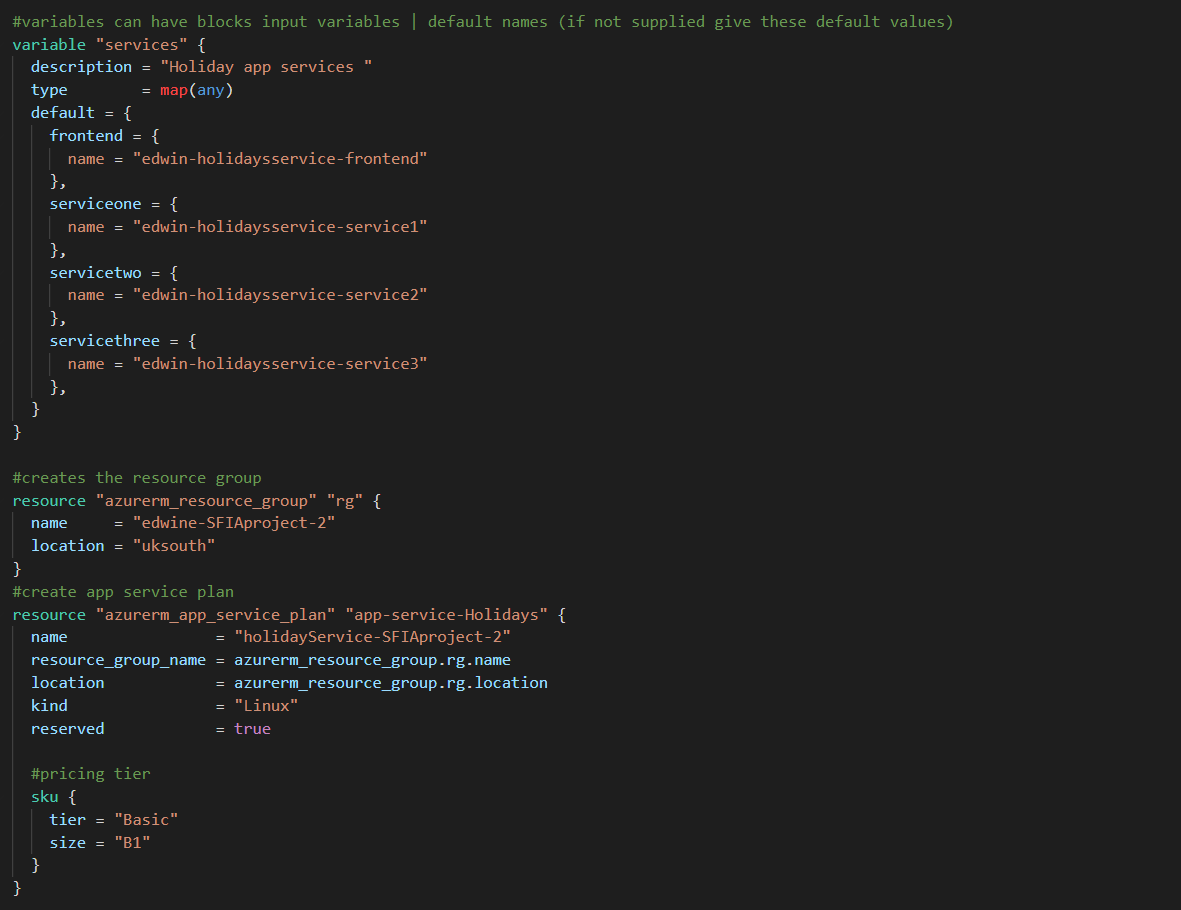 #variables can have blocks input variables | default names (if not supplied give these default values)
variable "services" {
  description = "Holiday app services "
  type        = map(any)
  default = {
    frontend = {
      name = "edwin-holidaysservice-frontend"
    },
    serviceone = {
      name = "edwin-holidaysservice-service1"
    },
    servicetwo = {
      name = "edwin-holidaysservice-service2"
    },
    servicethree = {
      name = "edwin-holidaysservice-service3"
    },
  }
}

#creates the resource group
resource "azurerm_resource_group" "rg" {
  name     = "edwine-SFIAproject-2"
  location = "uksouth"
}
#create app service plan
resource "azurerm_app_service_plan" "app-service-Holidays" {
  name                = "holidayService-SFIAproject-2"
  resource_group_name = azurerm_resource_group.rg.name
  location            = azurerm_resource_group.rg.location
  kind                = "Linux"
  reserved            = true

  #pricing tier
  sku {
    tier = "Basic"
    size = "B1"
  }
}